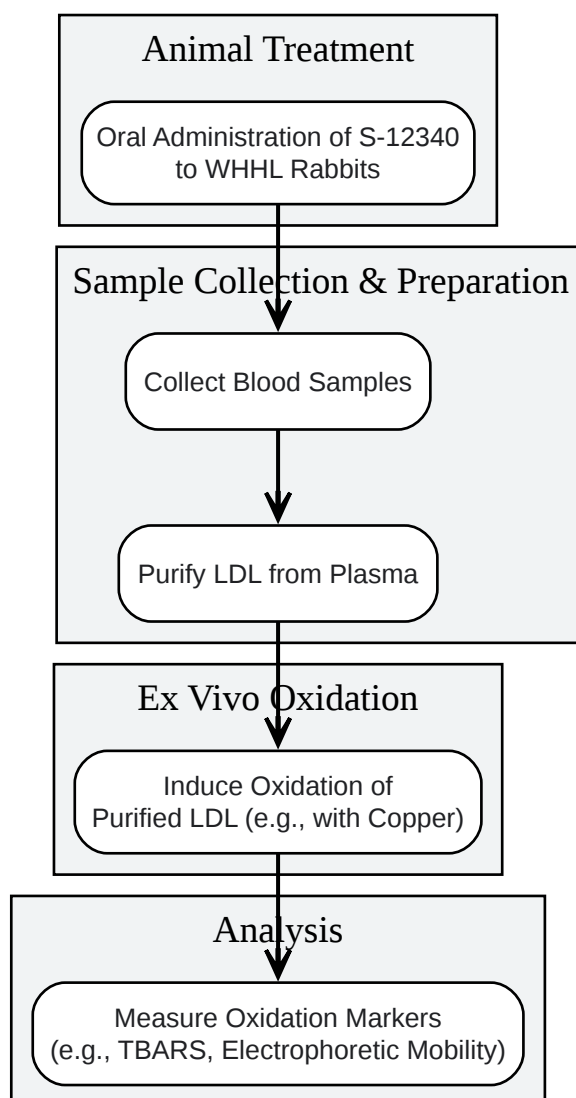 Animal Treatment
Oral Administration of S-12340
to WHHL Rabbits
Sample Collection & Preparation
Collect Blood Samples
Purify LDL from Plasma
Ex Vivo Oxidation
Induce Oxidation of
Purified LDL (e.g., with Copper)
Analysis
Measure Oxidation Markers
(e.g., TBARS, Electrophoretic Mobility)